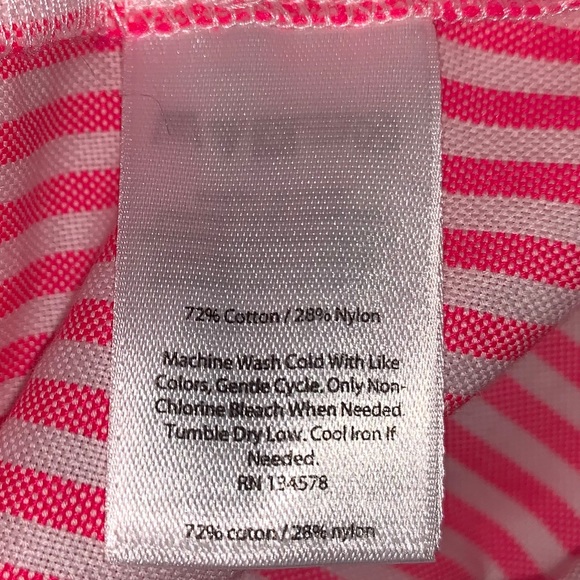 72% Cotton / 28% Nylon
Machine Wash Cold With Like
Colors, Gentle Cycle. Only Non-
Chlorine Bleach When Needed.
Tumble Dry Low. Cool Iron If
Needed.
RN 134578
72% coton / 28% nylon